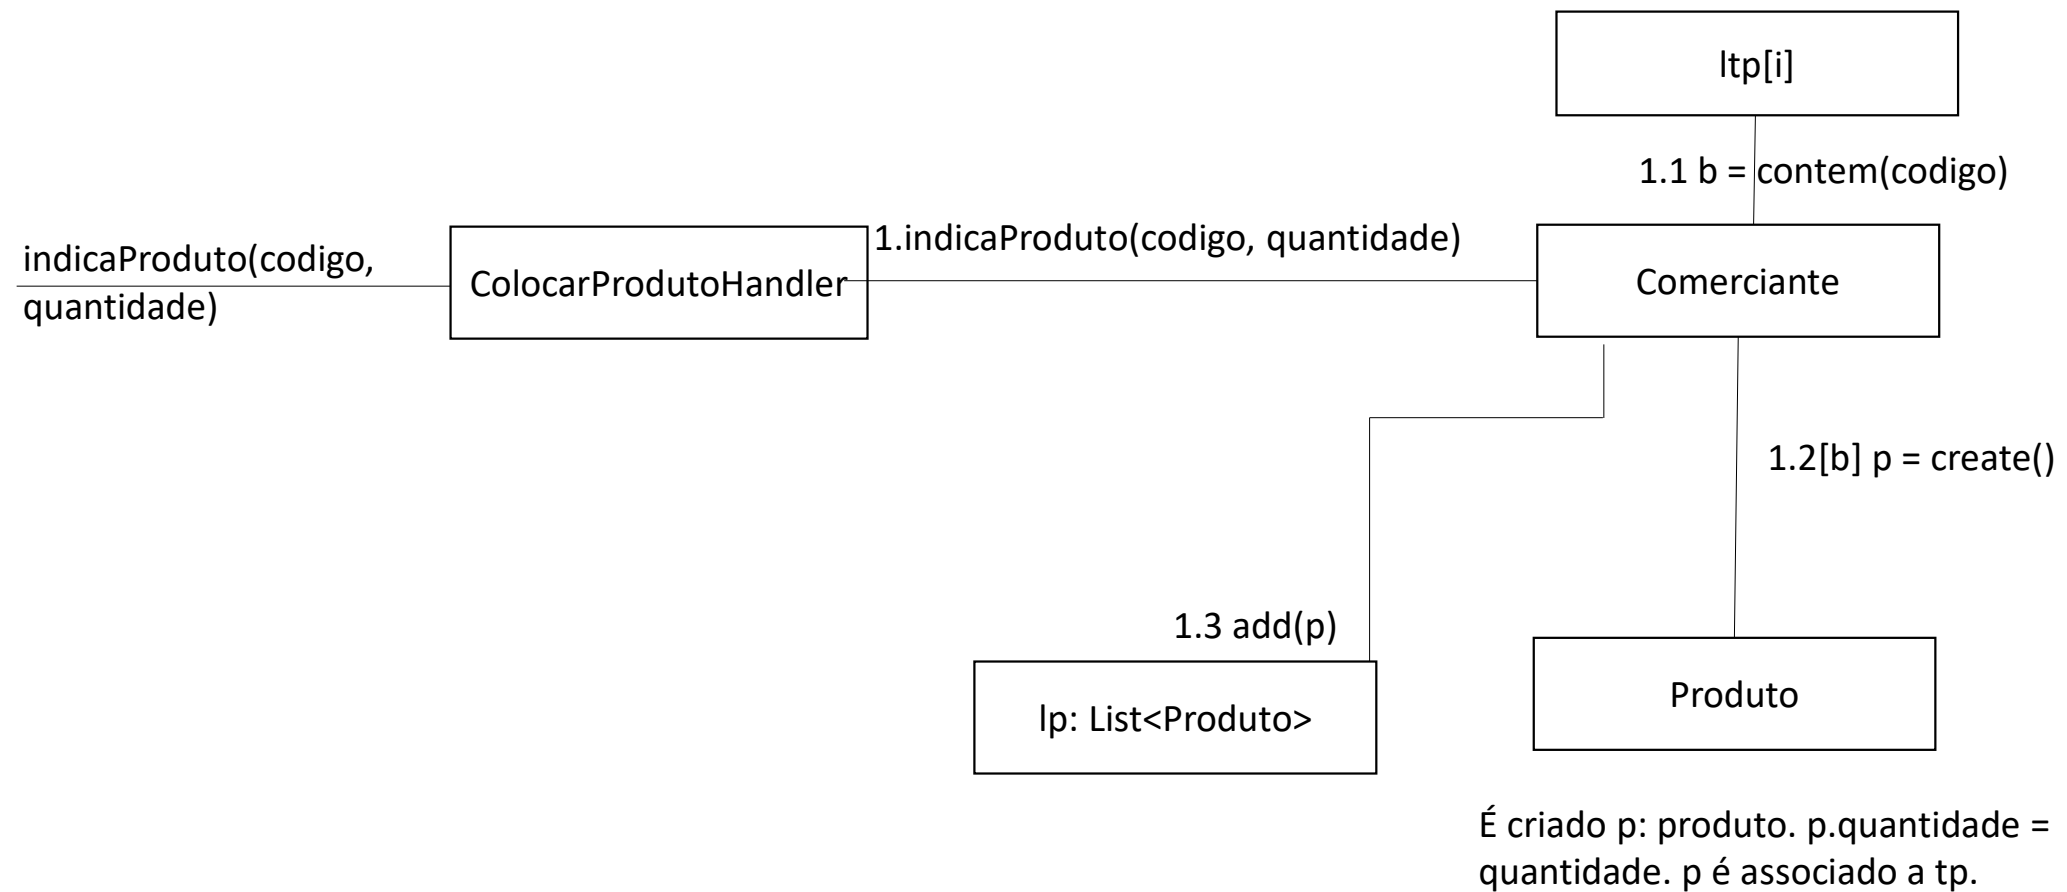 ltp[i]
1.1 b = contem(codigo)
indicaProduto(codigo,
quantidade)
ColocarProdutoHandler
1.indicaProduto(codigo, quantidade)
Comerciante
1.2[b] p = create()
1.3 add(p)
lp: List<Produto>
Produto
É criado p: produto. p.quantidade =
quantidade. p é associado a tp.